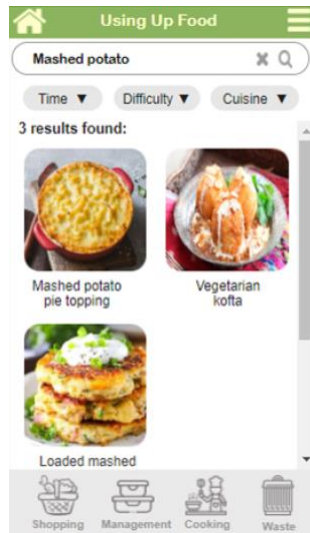 Using Up Food
Mashed potato
Time ▼ Difficulty ▼ Cuisine ▼
3 results found:
Mashed potato
pie topping
Vegetarian
kofta
Loaded mashed
Shopping Management Cooking Waste